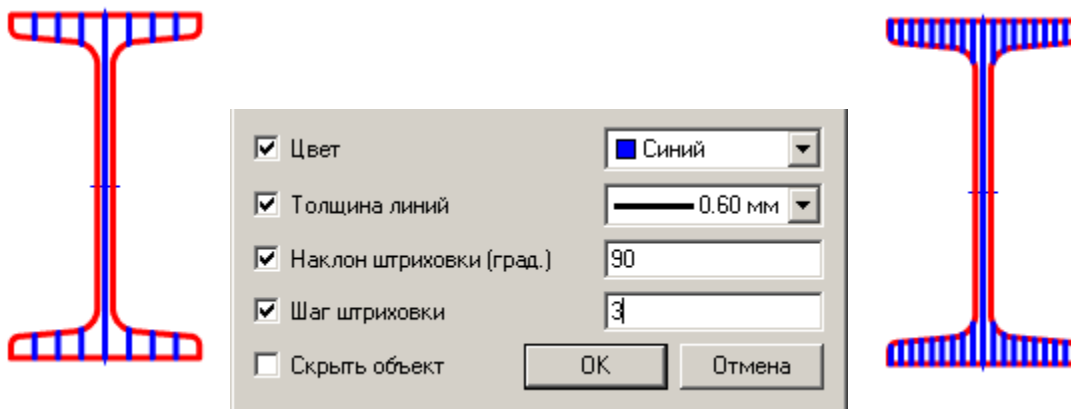 Цвет Синий
Толщина линий 0.60 мм
Наклон штриховки (град.) 90
Шаг штриховки 3
Скрыть объект OK Отмена